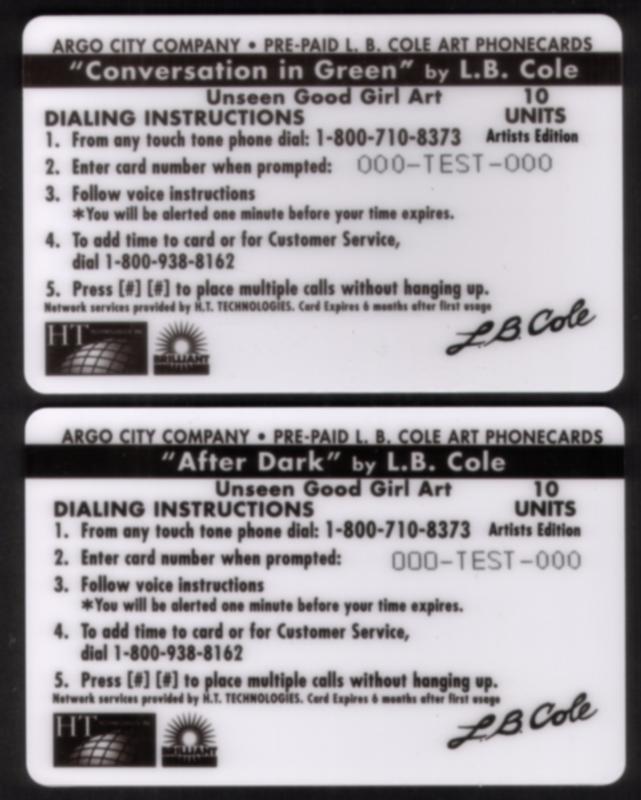 ARGO CITY COMPANY • PRE-PAID L. B. COLE ART PHONECARDS
"Conversation in Green" by L.B. Cole
Unseen Good Girl Art 10
DIALING INSTRUCTIONS UNITS
1. From any touch tone phone dial: 1-800-710-8373 Artists Edition
2. Enter card number when prompted: 000-TEST-000
3. Follow voice instructions
*You will be alerted one minute before your time expires.
4. To add time to card or for Customer Service,
dial 1-800-938-8162
5. Press [#] [#] to place multiple calls without hanging up.
Network services provided by H.T. TECHNOLOGIES. Card Expires 6 months after first usage
HT
BRILLIANT
L.B. Cole
ARGO CITY COMPANY • PRE-PAID L. B. COLE ART PHONECARDS
"After Dark" by L.B. Cole
Unseen Good Girl Art 10
DIALING INSTRUCTIONS UNITS
1. From any touch tone phone dial: 1-800-710-8373 Artists Edition
2. Enter card number when prompted: 000-TEST-000
3. Follow voice instructions
*You will be alerted one minute before your time expires.
4. To add time to card or for Customer Service,
dial 1-800-938-8162
5. Press [#] [#] to place multiple calls without hanging up.
Network services provided by H.T. TECHNOLOGIES. Card Expires 6 months after first usage
HT
BRILLIANT
L.B. Cole